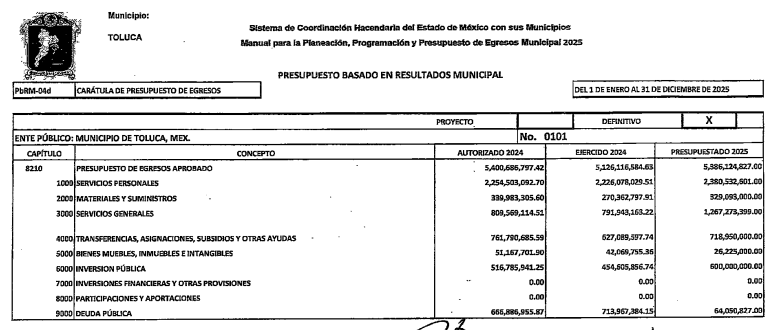 Municipio:
TOLUCA
Sistema de Coordinación Hacendaria del Estado de México con sus Municipios
Manual para la Planeación, Programación y Presupuesto de Egresos Municipal 2025
PRESUPUESTO BASADO EN RESULTADOS MUNICIPAL
PbRM-04d CARÁTULA DE PRESUPUESTO DE EGRESOS DEL 1 DE ENERO AL 31 DE DICIEMBRE DE 2025
PROYECTO DEFINITIVO X
ENTE PÚBLICO: MUNICIPIO DE TOLUCA, MEX. No. 0101
CAPÍTULO CONCEPTO AUTORIZADO 2024 EJERCIDO 2024 PRESUPUESTADO 2025
8210 PRESUPUESTO DE EGRESOS APROBADO 5,400,686,797.42 5,126,116,584.63 5,386,124,827.00
1000 SERVICIOS PERSONALES 2,254,503,092.70 2,226,078,029.51 2,380,532,601.00
2000 MATERIALES Y SUMINISTROS 339,983,305.60 270,362,797.91 329,093,000.00
3000 SERVICIOS GENERALES 809,569,114.51 791,943,163.22 1,267,273,399.00
4000 TRANSFERENCIAS, ASIGNACIONES, SUBSIDIOS Y OTRAS AYUDAS 761,790,685.59 627,089,597.74 718,950,000.00
5000 BIENES MUEBLES, INMUEBLES E INTANGIBLES 51,167,701.90 42,069,755.36 26,225,000.00
6000 INVERSION PÚBLICA 516,785,941.25 454,605,856.74 600,000,000.00
7000 INVERSIONES FINANCIERAS Y OTRAS PROVISIONES 0.00 0.00 0.00
8000 PARTICIPACIONES Y APORTACIONES 0.00 0.00 0.00
9000 DEUDA PÚBLICA 666,886,955.87 713,967,384.15 64,050,827.00